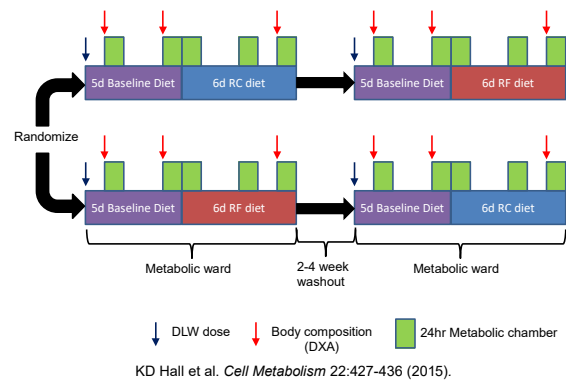 5d Baseline Diet
6d RC diet
5d Baseline Diet
6d RF diet
Randomize
5d Baseline Diet
6d RF diet
5d Baseline Diet
6d RC diet
Metabolic ward
2-4 week
washout
Metabolic ward
DLW dose
Body composition
(DXA)
24hr Metabolic chamber
KD Hall et al. Cell Metabolism 22:427-436 (2015).